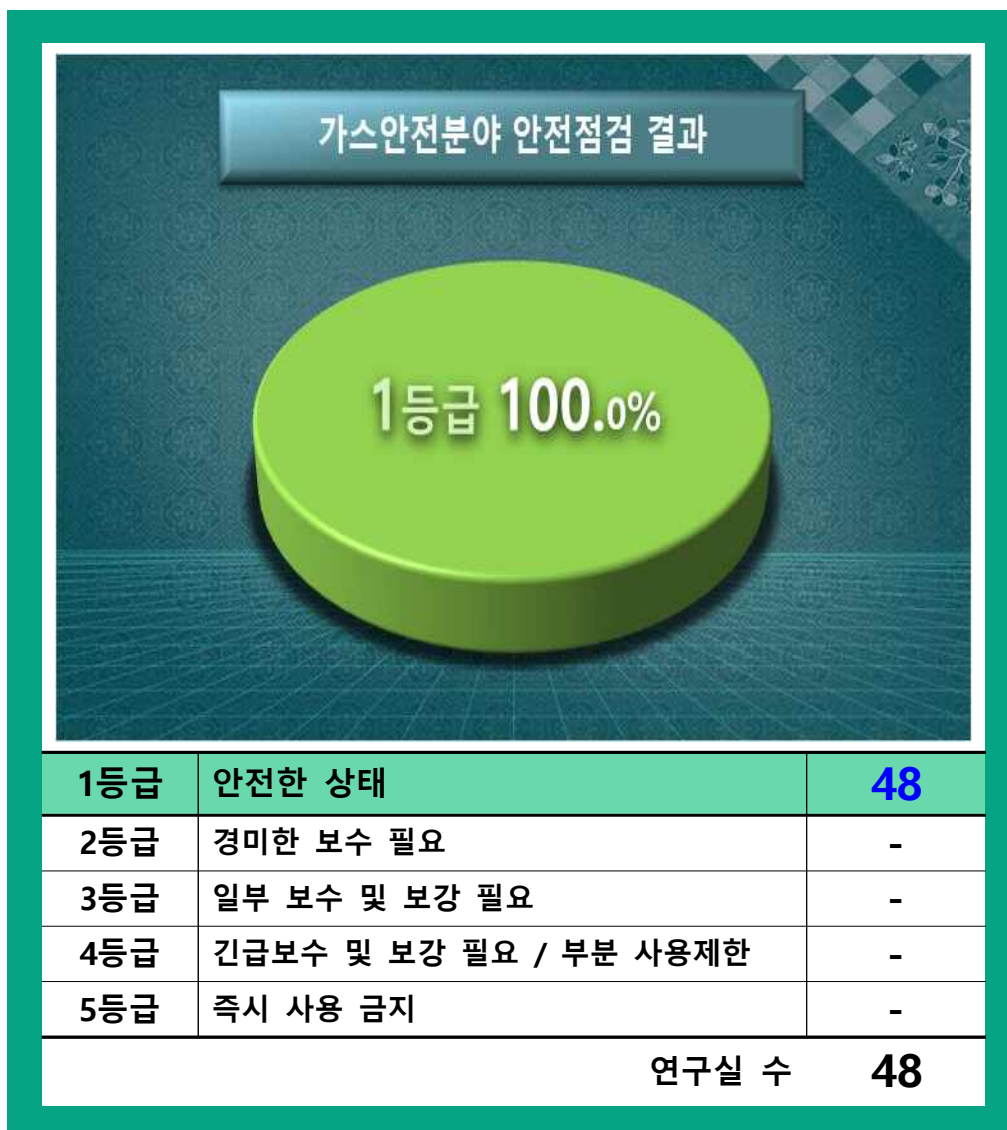 가스안전분야 안전점검 결과
1등급 100.0%
1등급 안전한 상태 48
2등급 경미한 보수 필요 -
3등급 일부 보수 및 보강 필요 -
4등급 긴급보수 및 보강 필요 / 부분 사용제한 -
5등급 즉시 사용 금지 -
연구실 수 48